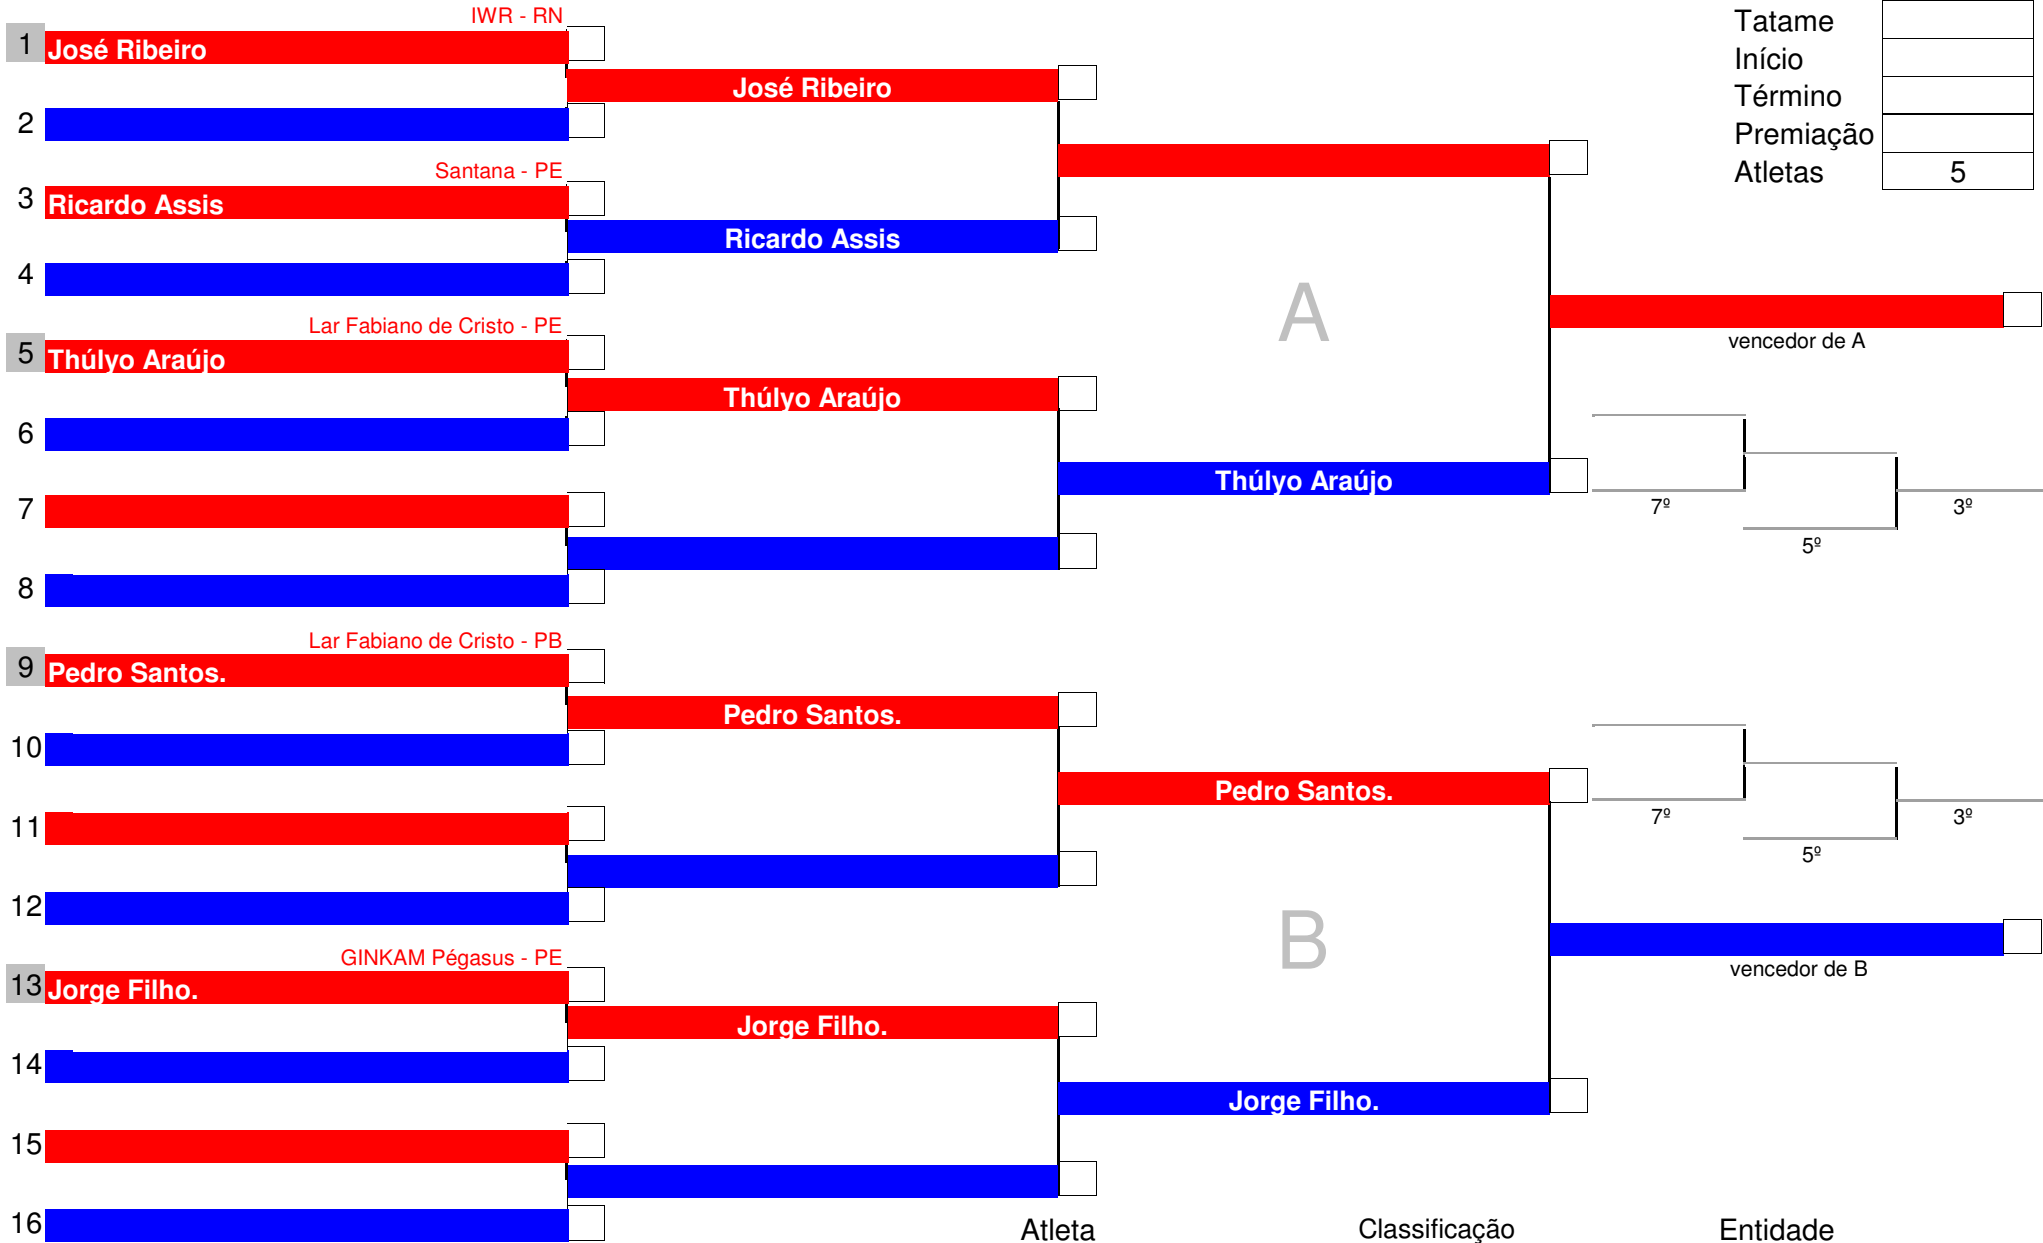 IWR - RN
1 José Ribeiro
José Ribeiro
2
Santana - PE
3 Ricardo Assis
Ricardo Assis
4
Lar Fabiano de Cristo - PE
5 Thúlyo Araújo
Thúlyo Araújo
6
Thúlyo Araújo
7
8
Lar Fabiano de Cristo - PB
9 Pedro Santos.
Pedro Santos.
10
Pedro Santos.
11
12
GINKAM Pégasus - PE
13 Jorge Filho.
Jorge Filho.
14
Jorge Filho.
15
16
A
B
Tatame
Início
Término
Premiação
Atletas 5
vencedor de A
7º
3º
5º
7º
3º
5º
vencedor de B
Atleta Classificação Entidade